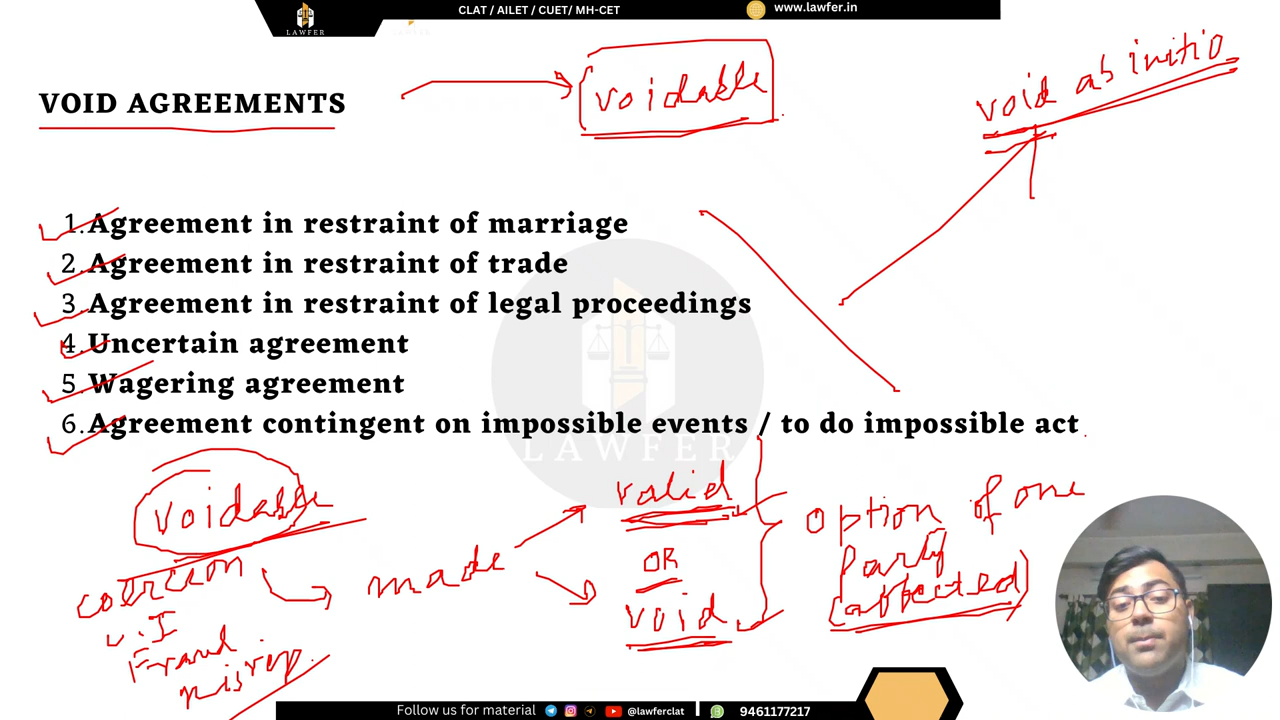 CLAT / AILET / CUET/ MH-CET
www.lawfer.in
LAWFER
VOID AGREEMENTS
voidable
void ab initio
1.Agreement in restraint of marriage
2.Agreement in restraint of trade
3.Agreement in restraint of legal proceedings
4.Uncertain agreement
5.Wagering agreement
6.Agreement contingent on impossible events / to do impossible act
LAWFER
voidable
coercion
U.I
Fraud
misrep.
made
valid
OR
void
option of one
party
(affected)
Follow us for material
@lawferclat
9461177217